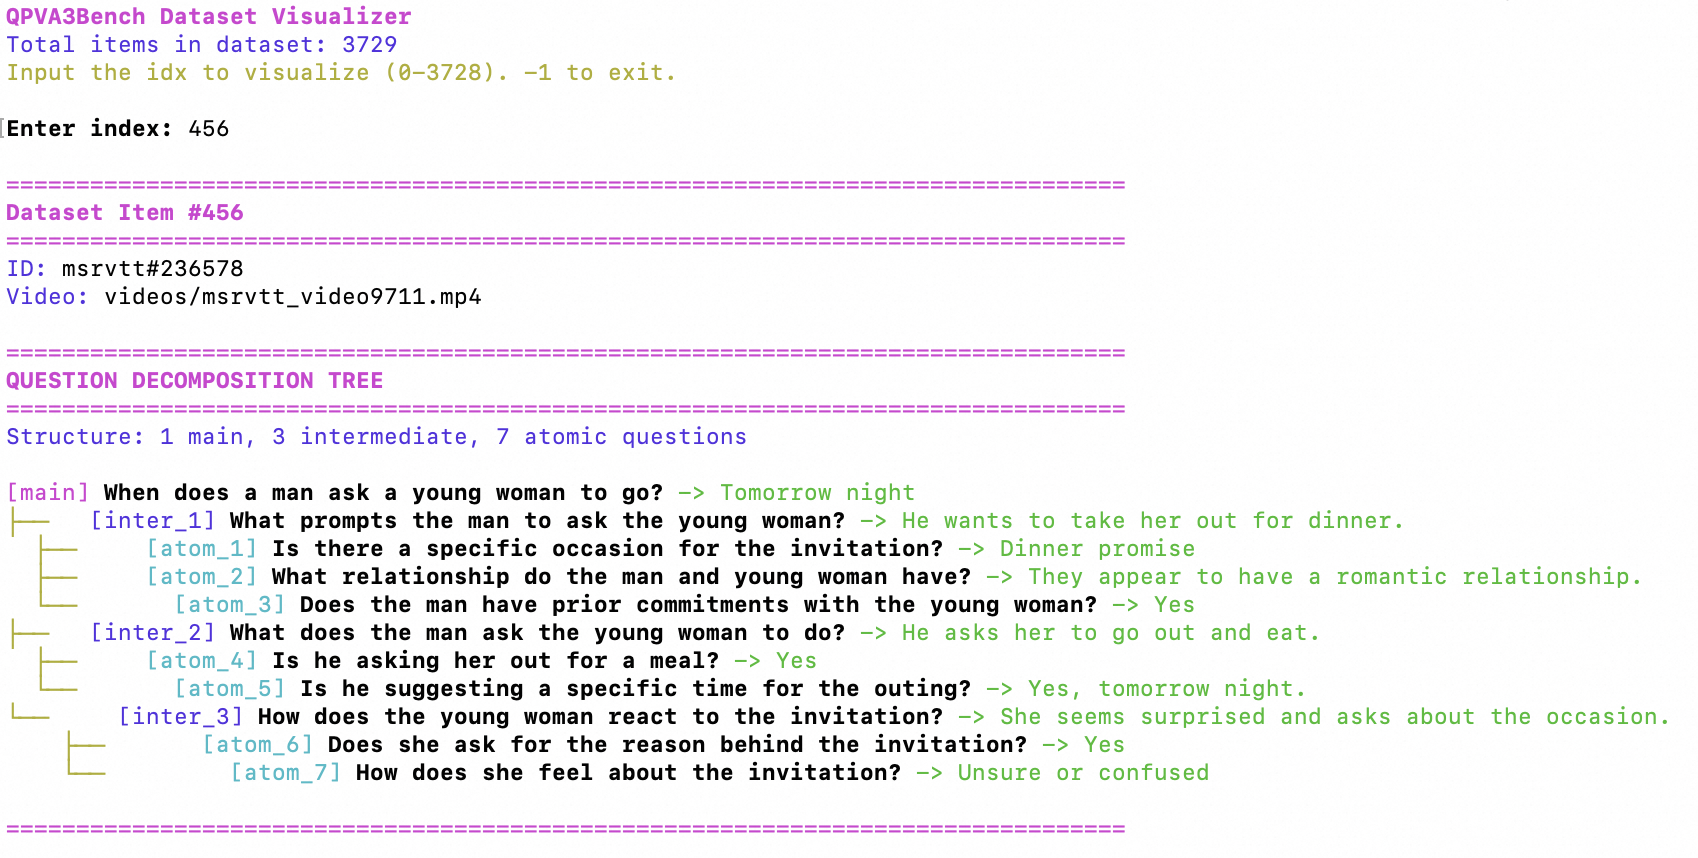 QPVA3Bench Dataset Visualizer
Total items in dataset: 3729
Input the idx to visualize (0-3728). -1 to exit.
[Enter index: 456
================================================================================
Dataset Item #456
================================================================================
ID: msrvtt#236578
Video: videos/msrvtt_video9711.mp4
================================================================================
QUESTION DECOMPOSITION TREE
================================================================================
Structure: 1 main, 3 intermediate, 7 atomic questions
[main] When does a man ask a young woman to go? -> Tomorrow night
├── [inter_1] What prompts the man to ask the young woman? -> He wants to take her out for dinner.
├── [atom_1] Is there a specific occasion for the invitation? -> Dinner promise
├── [atom_2] What relationship do the man and young woman have? -> They appear to have a romantic relationship.
└── [atom_3] Does the man have prior commitments with the young woman? -> Yes
├── [inter_2] What does the man ask the young woman to do? -> He asks her to go out and eat.
├── [atom_4] Is he asking her out for a meal? -> Yes
└── [atom_5] Is he suggesting a specific time for the outing? -> Yes, tomorrow night.
└── [inter_3] How does the young woman react to the invitation? -> She seems surprised and asks about the occasion.
├── [atom_6] Does she ask for the reason behind the invitation? -> Yes
└── [atom_7] How does she feel about the invitation? -> Unsure or confused
================================================================================